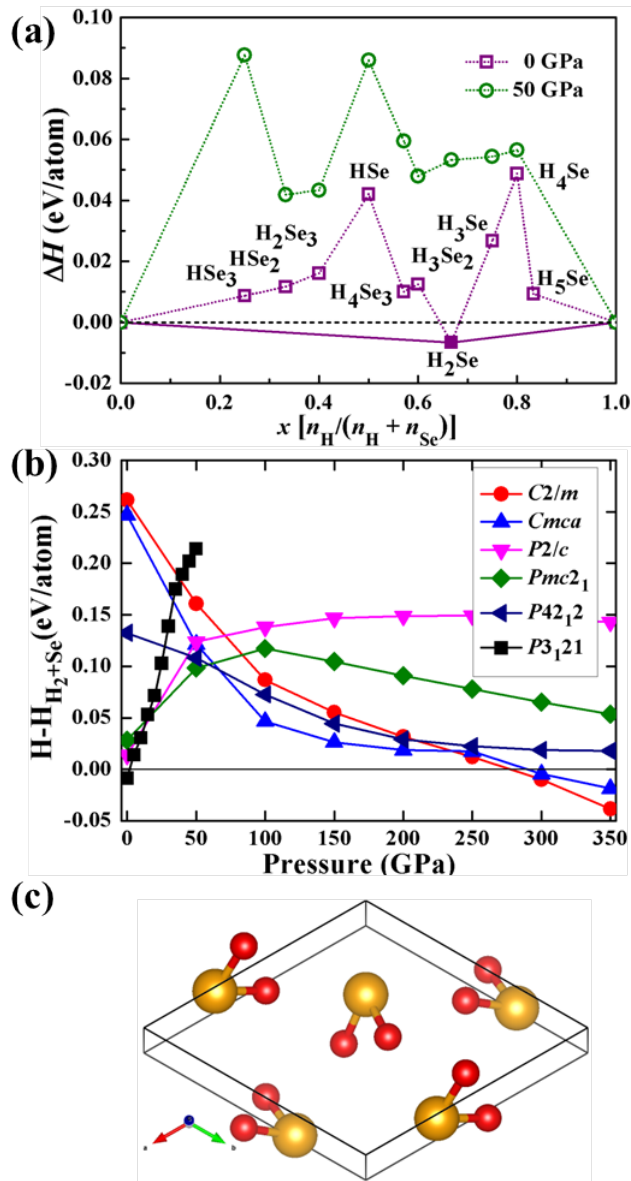 (a)
0.10
0.08
0.06
0.04
0.02
0.00
-0.02
ΔH (eV/atom)
0 GPa
50 GPa
HSe
H₄Se
H₂Se₃
H₃Se
HSe₂
H₃Se₂
HSe₃
H₄Se₃
H₅Se
H₂Se
0.0 0.2 0.4 0.6 0.8 1.0
x [n_H/(n_H + n_Se)]
(b)
0.30
0.25
0.20
0.15
0.10
0.05
0.00
-0.05
H-H_H₂+Se(eV/atom)
C2/m
Cmca
P2/c
Pmc2₁
P42₁2
P3₁21
0 50 100 150 200 250 300 350
Pressure (GPa)
(c)
a b